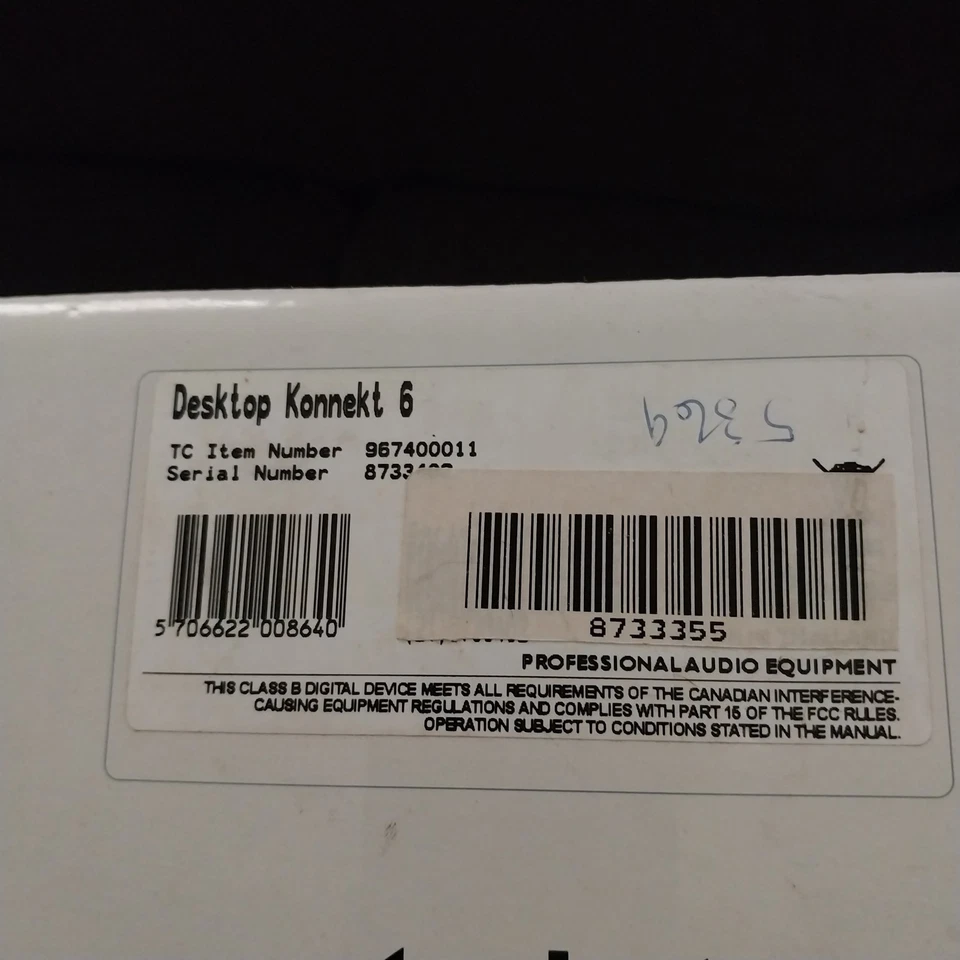 Desktop Konnekt 6
TC Item Number 967400011
Serial Number
5 706622 008640
8733355
PROFESSIONAL AUDIO EQUIPMENT
THIS CLASS B DIGITAL DEVICE MEETS ALL REQUIREMENTS OF THE CANADIAN INTERFERENCE-
CAUSING EQUIPMENT REGULATIONS AND COMPLIES WITH PART 15 OF THE FCC RULES.
OPERATION SUBJECT TO CONDITIONS STATED IN THE MANUAL.